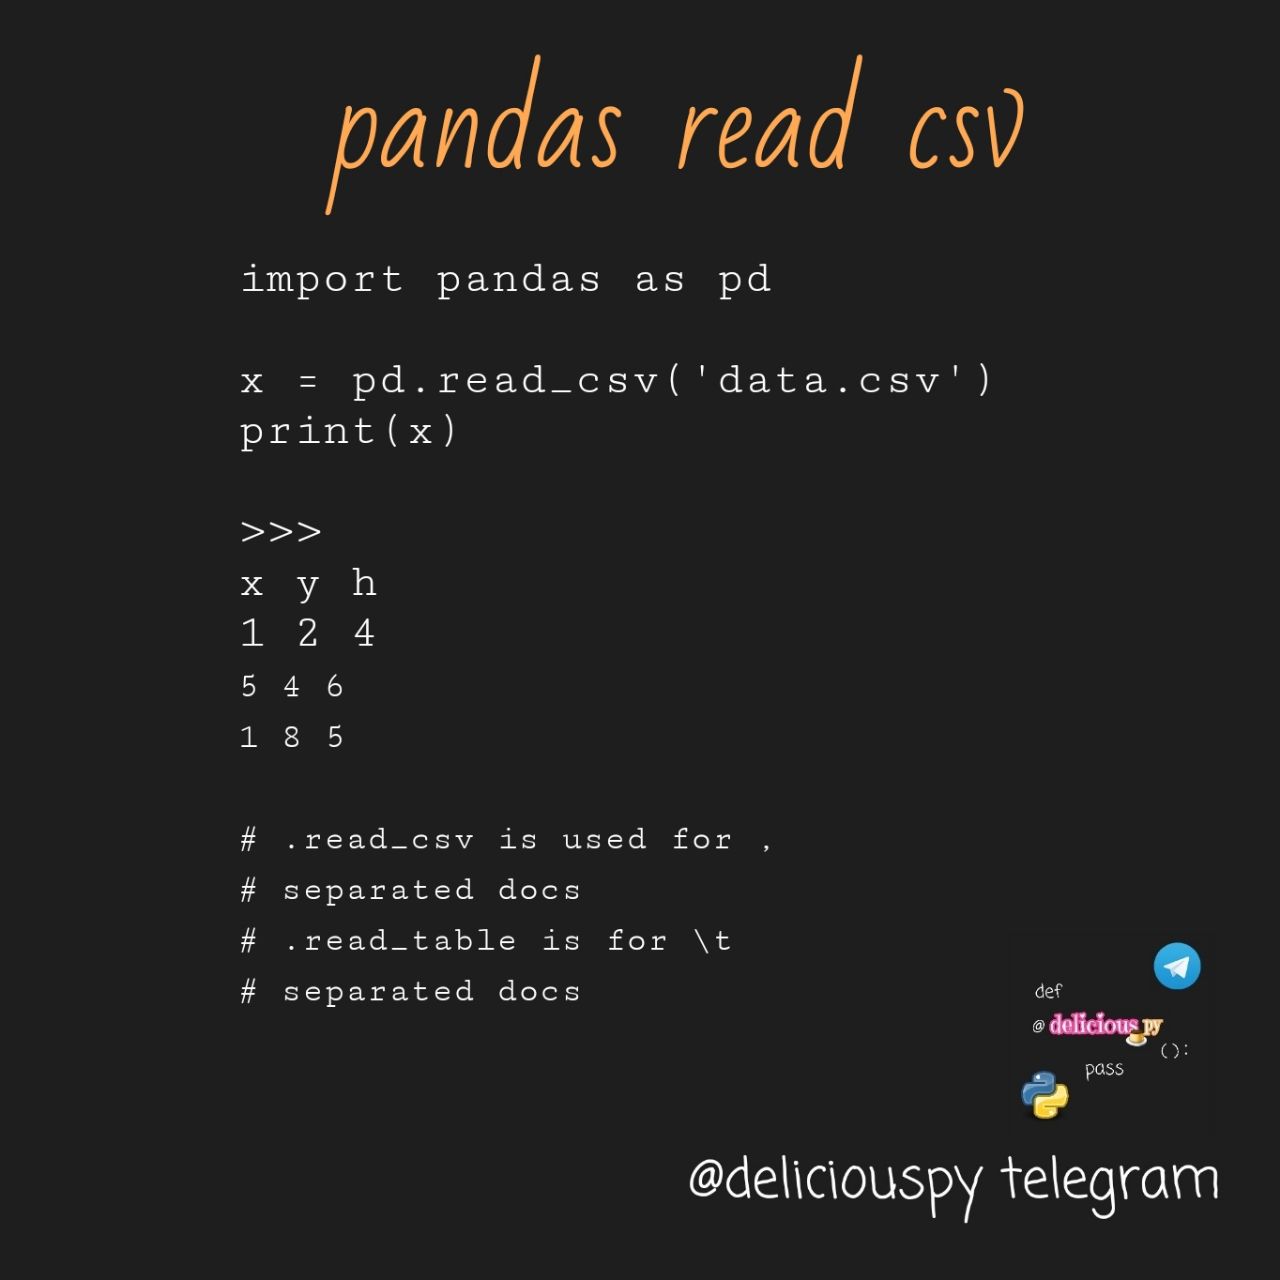 pandas read csv
import pandas as pd
x = pd.read_csv('data.csv')
print(x)
>>>
x y h
1 2 4
5 4 6
1 8 5
# .read_csv is used for ,
# separated docs
# .read_table is for \t
# separated docs
def
@ delicious py
():
pass
@deliciouspy telegram